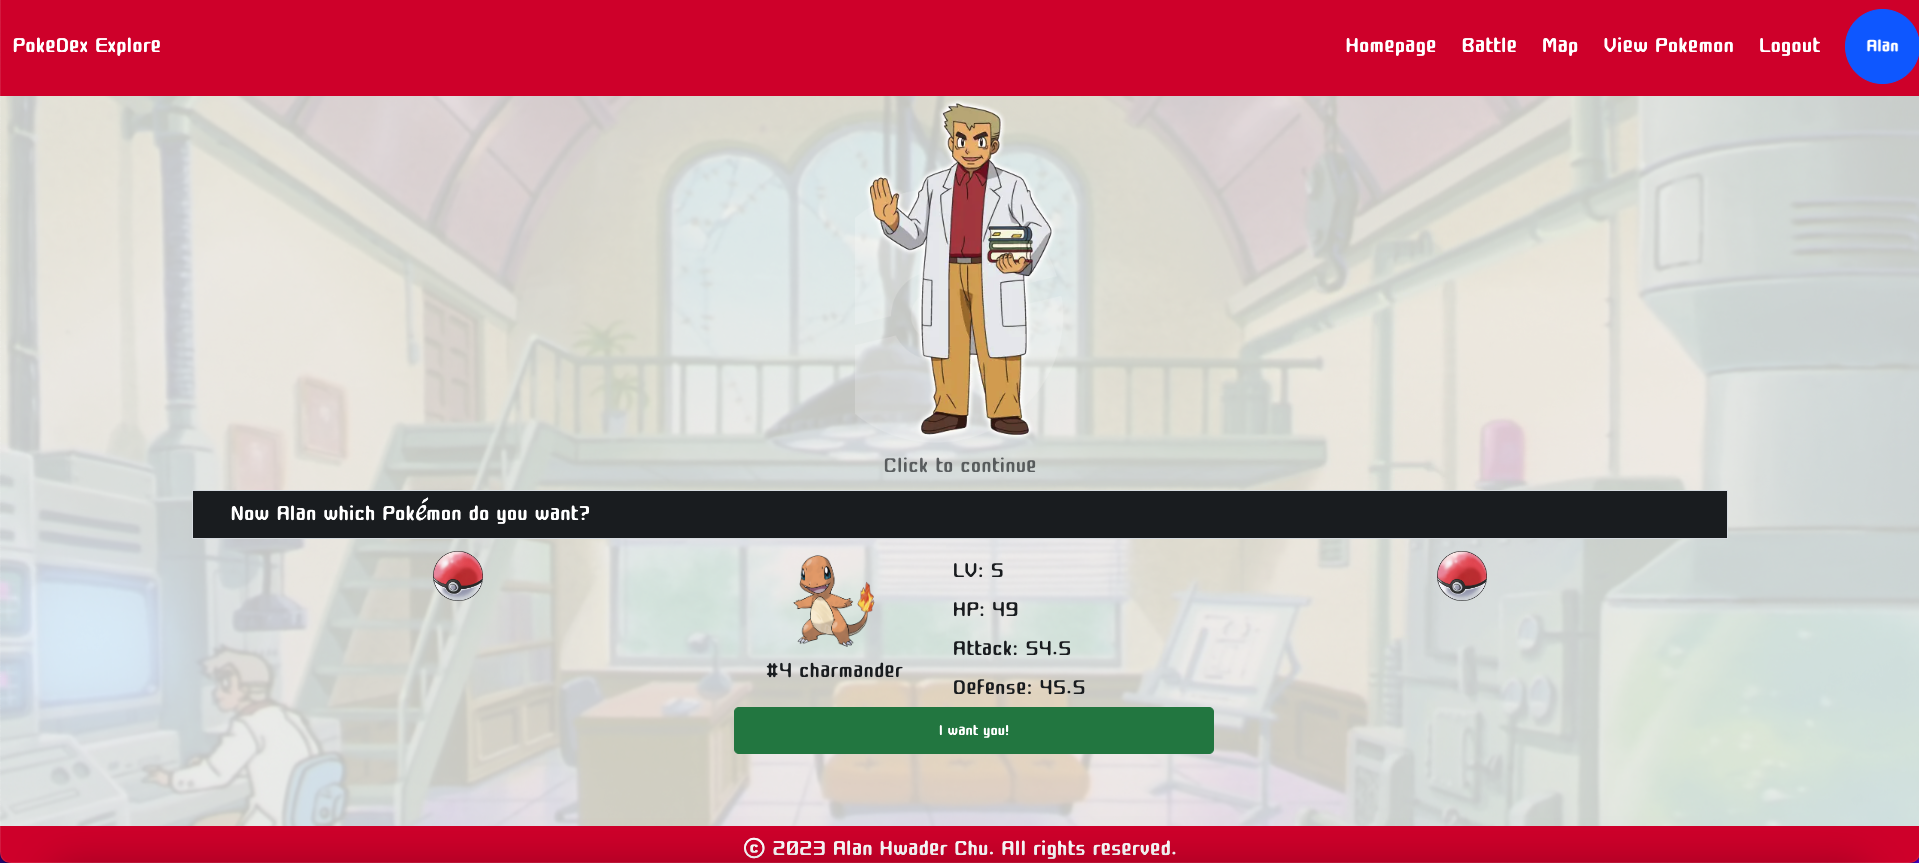 PokeDex Explore
Homepage Battle Map View Pokemon Logout Alan
Click to continue
Now Alan which Pokémon do you want?
LV: 5
HP: 49
Attack: 54.5
#4 charmander
Defense: 45.5
I want you!
© 2023 Alan Hwader Chu. All rights reserved.